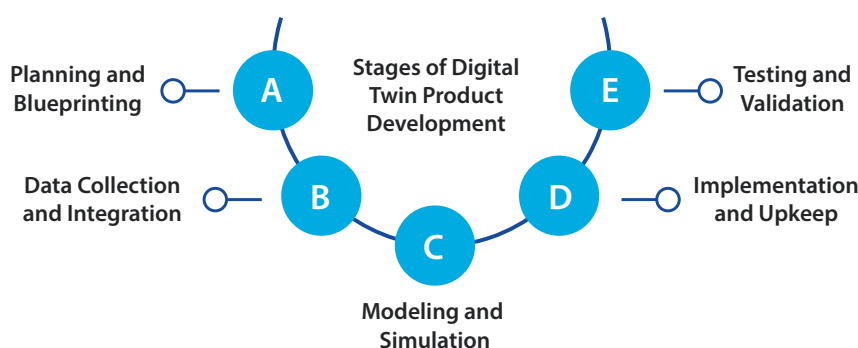 Stages of Digital
Twin Product
Development
A
Planning and
Blueprinting
B
Data Collection
and Integration
C
Modeling and
Simulation
D
Implementation
and Upkeep
E
Testing and
Validation